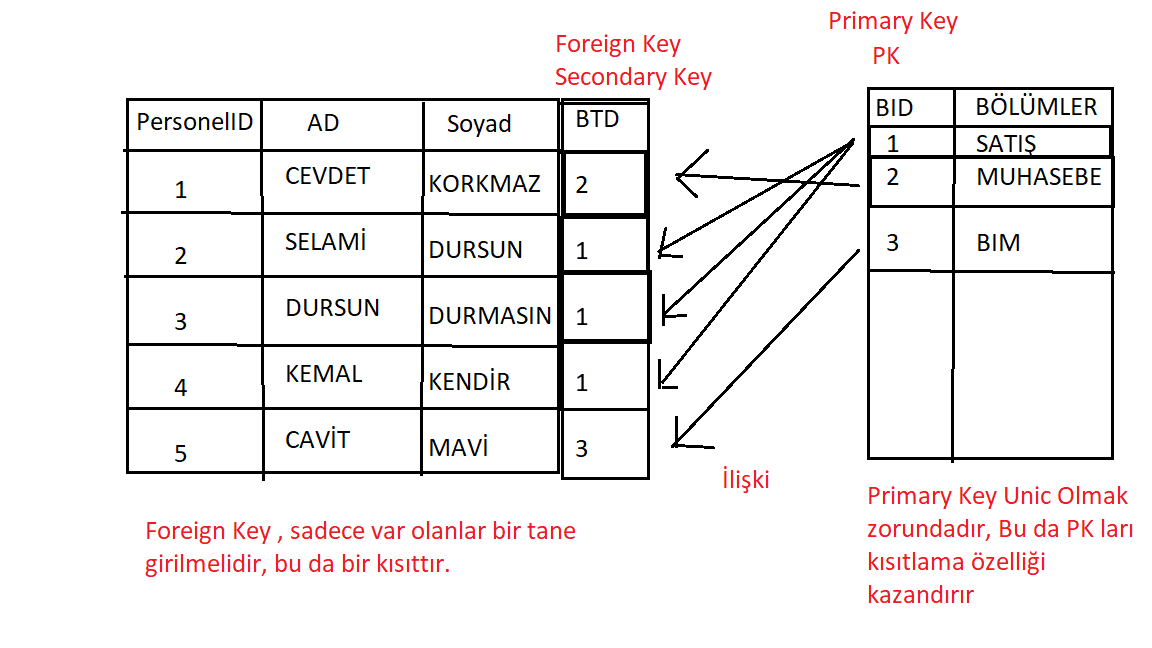 Primary Key
PK
Foreign Key
Secondary Key
PersonelID AD Soyad BTD
1 CEVDET KORKMAZ 2
2 SELAMİ DURSUN 1
3 DURSUN DURMASIN 1
4 KEMAL KENDİR 1
5 CAVİT MAVİ 3
BID BÖLÜMLER
1 SATIŞ
2 MUHASEBE
3 BIM
İlişki
Foreign Key , sadece var olanlar bir tane
girilmelidir, bu da bir kısıttır.
Primary Key Unic Olmak
zorundadır, Bu da PK ları
kısıtlama özelliği
kazandırır